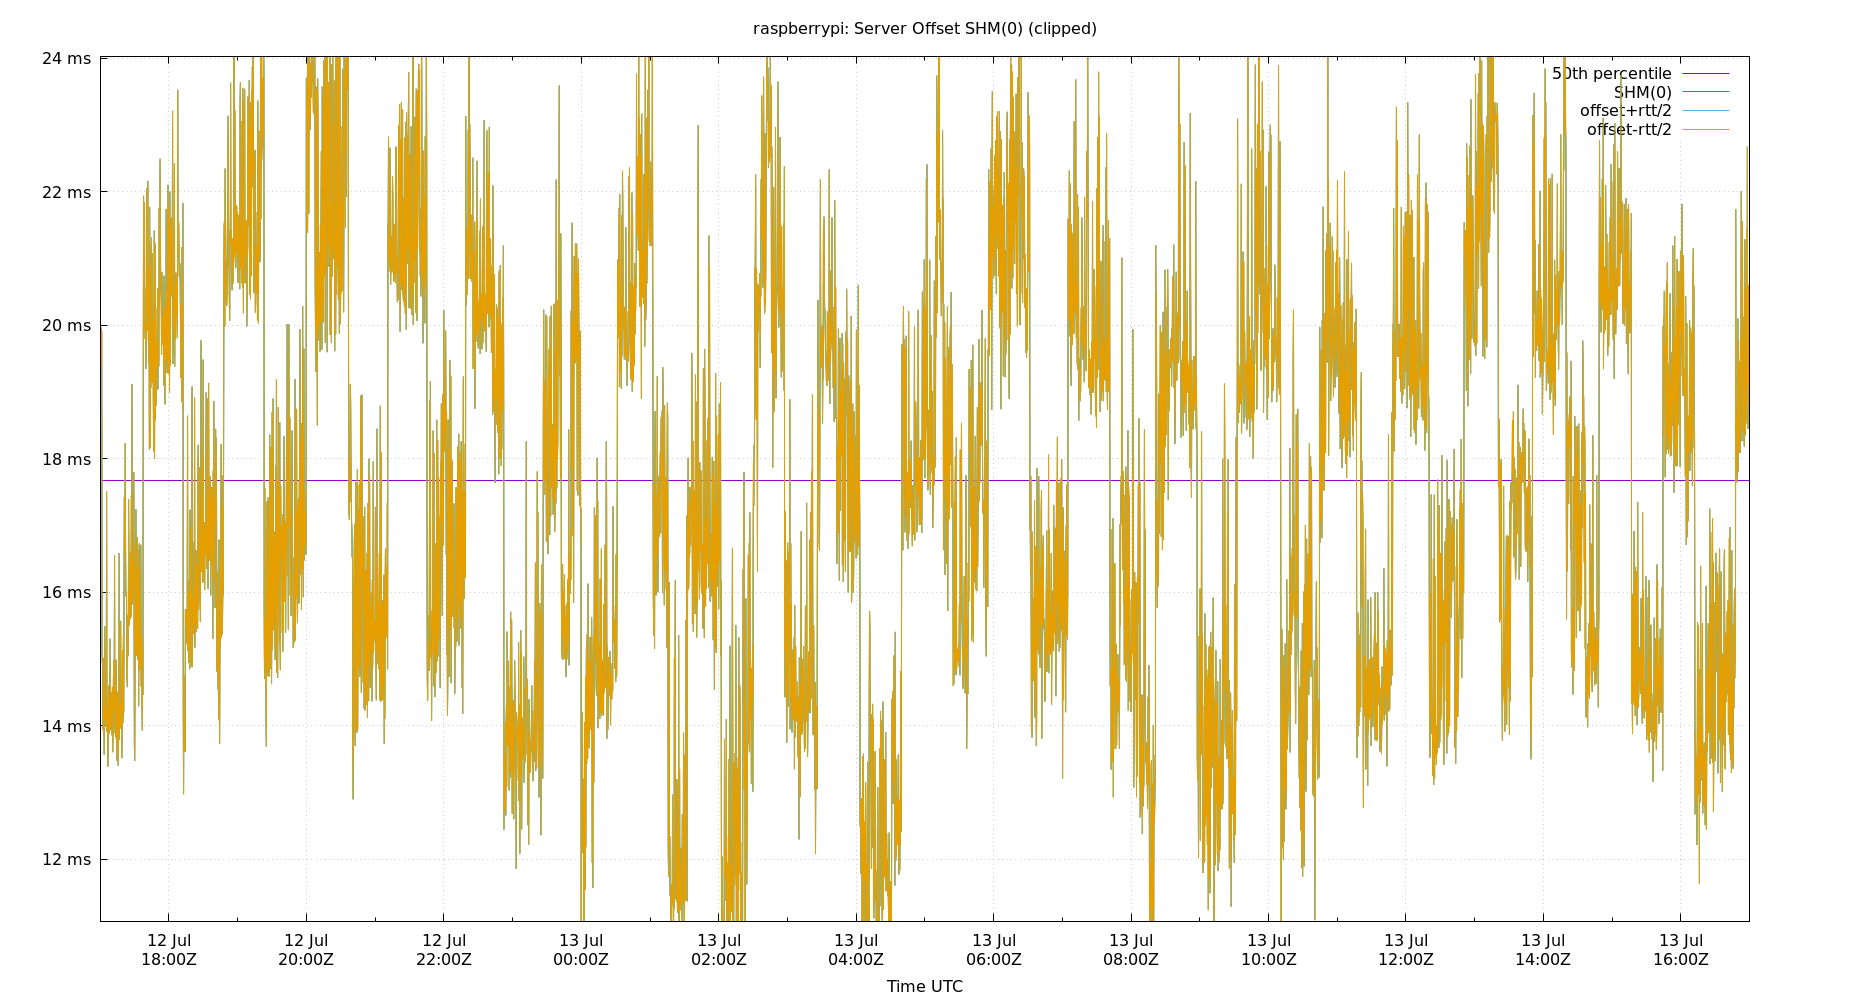 raspberrypi: Server Offset SHM(0) (clipped)
24 ms
22 ms
20 ms
18 ms
16 ms
14 ms
12 ms
50th percentile
SHM(0)
offset+rtt/2
offset-rtt/2
12 Jul 12 Jul 12 Jul 13 Jul 13 Jul 13 Jul 13 Jul 13 Jul 13 Jul 13 Jul 13 Jul 13 Jul
18:00Z 20:00Z 22:00Z 00:00Z 02:00Z 04:00Z 06:00Z 08:00Z 10:00Z 12:00Z 14:00Z 16:00Z
Time UTC